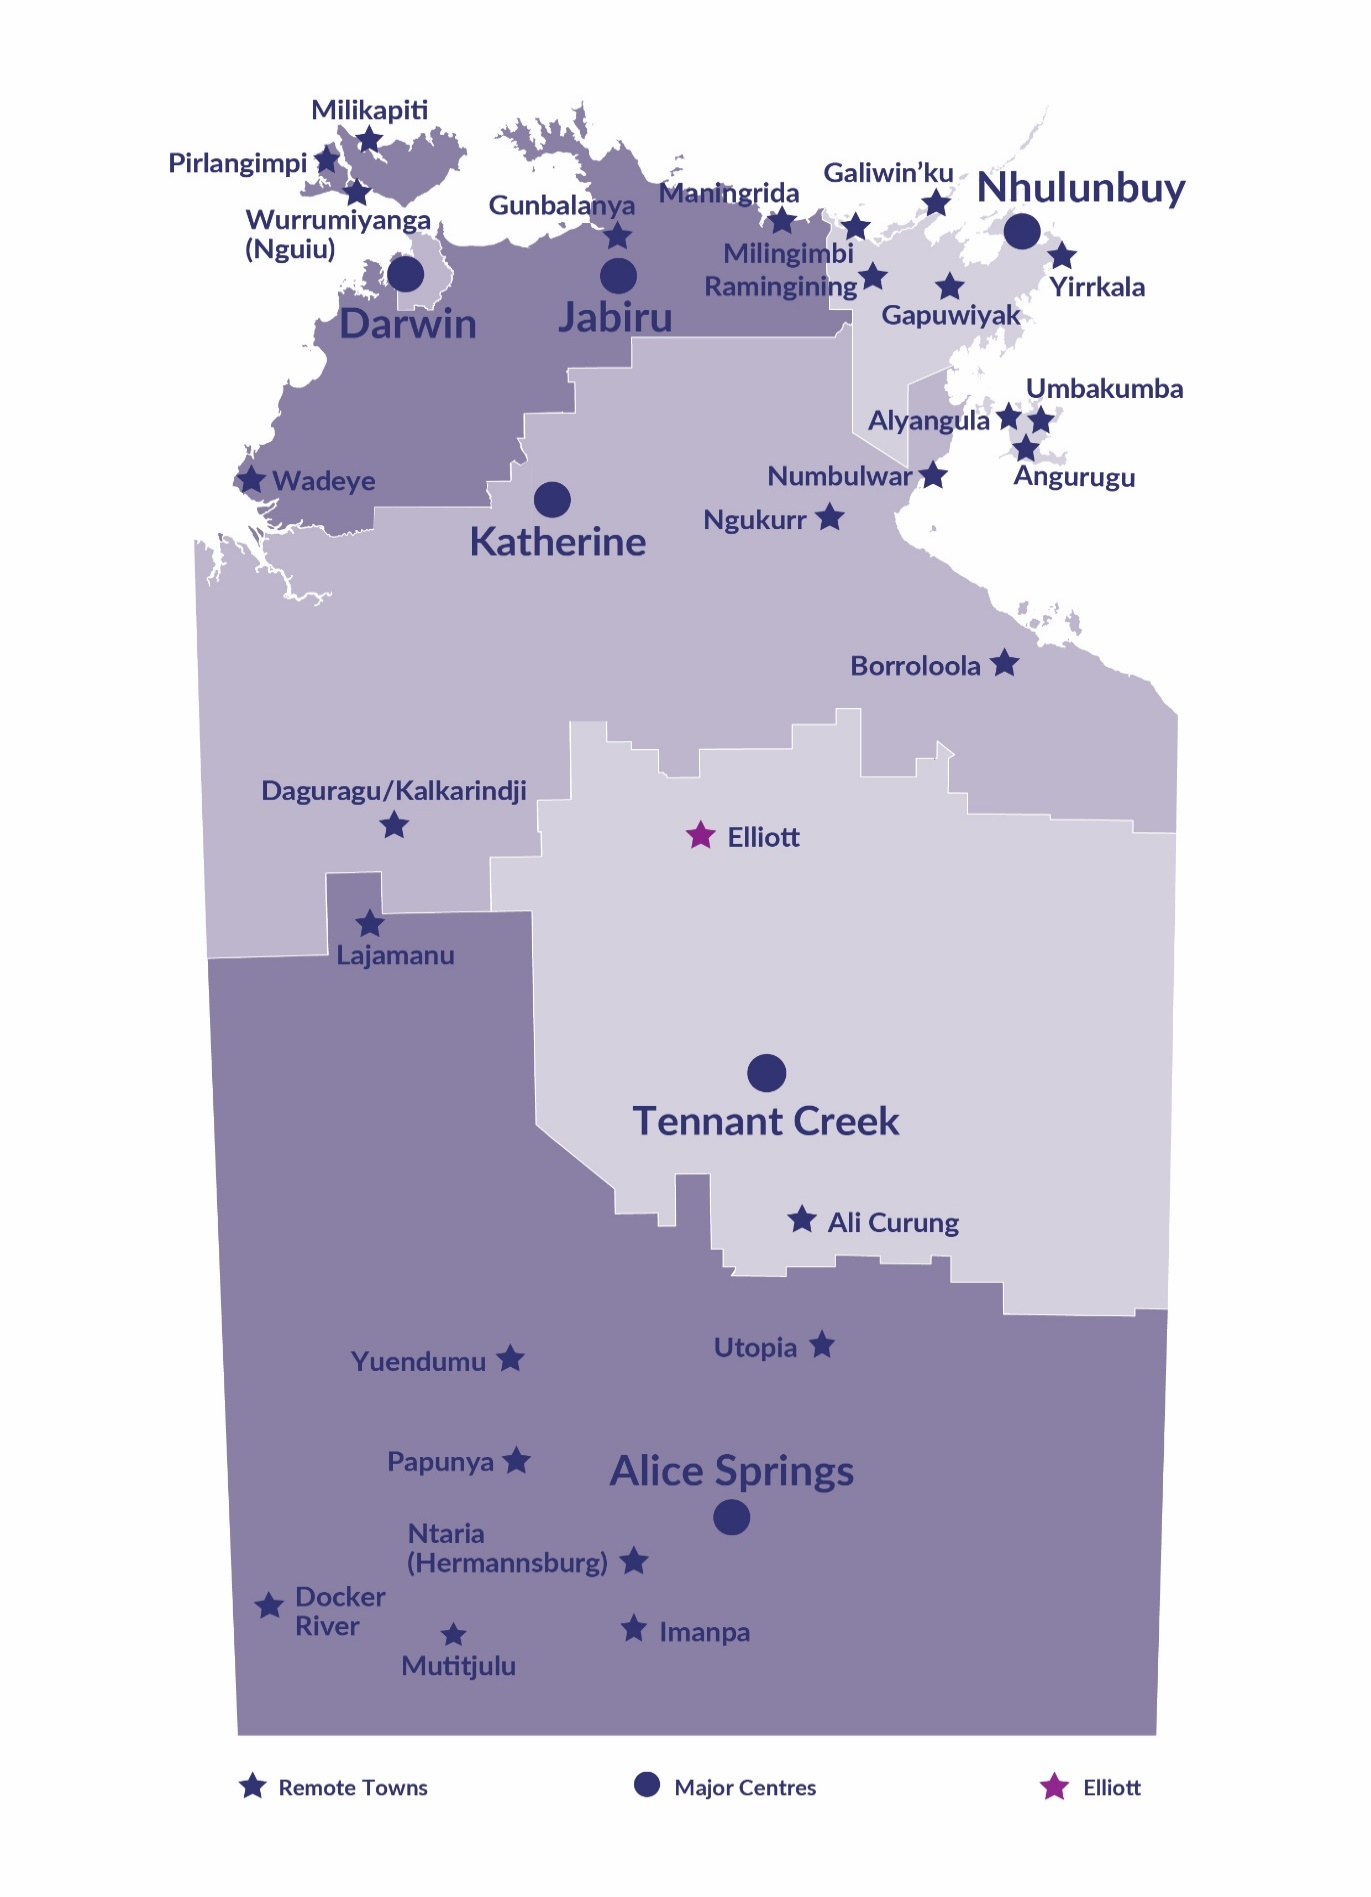 Milikapiti
Pirlangimpi
Wurrumiyanga
(Nguiu)
Gunbalanya
Maningrida
Galiwin’ku
Nhulunbuy
Milingimbi
Ramingining
Yirrkala
Gapuwiyak
Darwin
Jabiru
Umbakumba
Alyangula
Angurugu
Wadeye
Numbulwar
Ngukurr
Katherine
Borroloola
Daguragu/Kalkarindji
Elliott
Lajamanu
Tennant Creek
Ali Curung
Yuendumu
Utopia
Papunya
Alice Springs
Ntaria
(Hermannsburg)
Docker
River
Imanpa
Mutitjulu
Remote Towns
Major Centres
Elliott